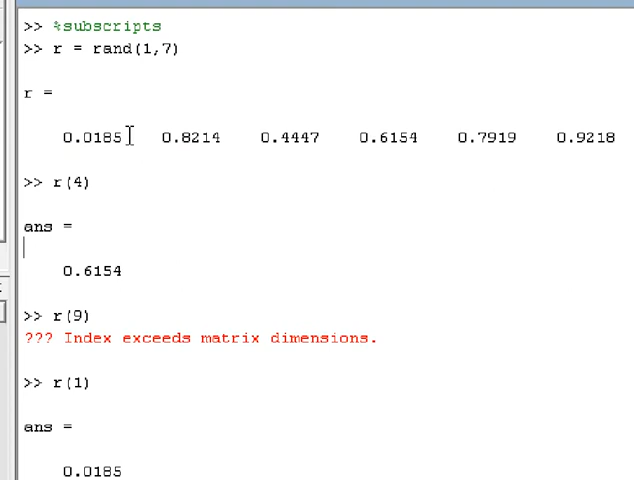 >> %subscripts
>> r = rand(1,7)
r =
0.0185 0.8214 0.4447 0.6154 0.7919 0.9218
>> r(4)
ans =
0.6154
>> r(9)
??? Index exceeds matrix dimensions.
>> r(1)
ans =
0.0185